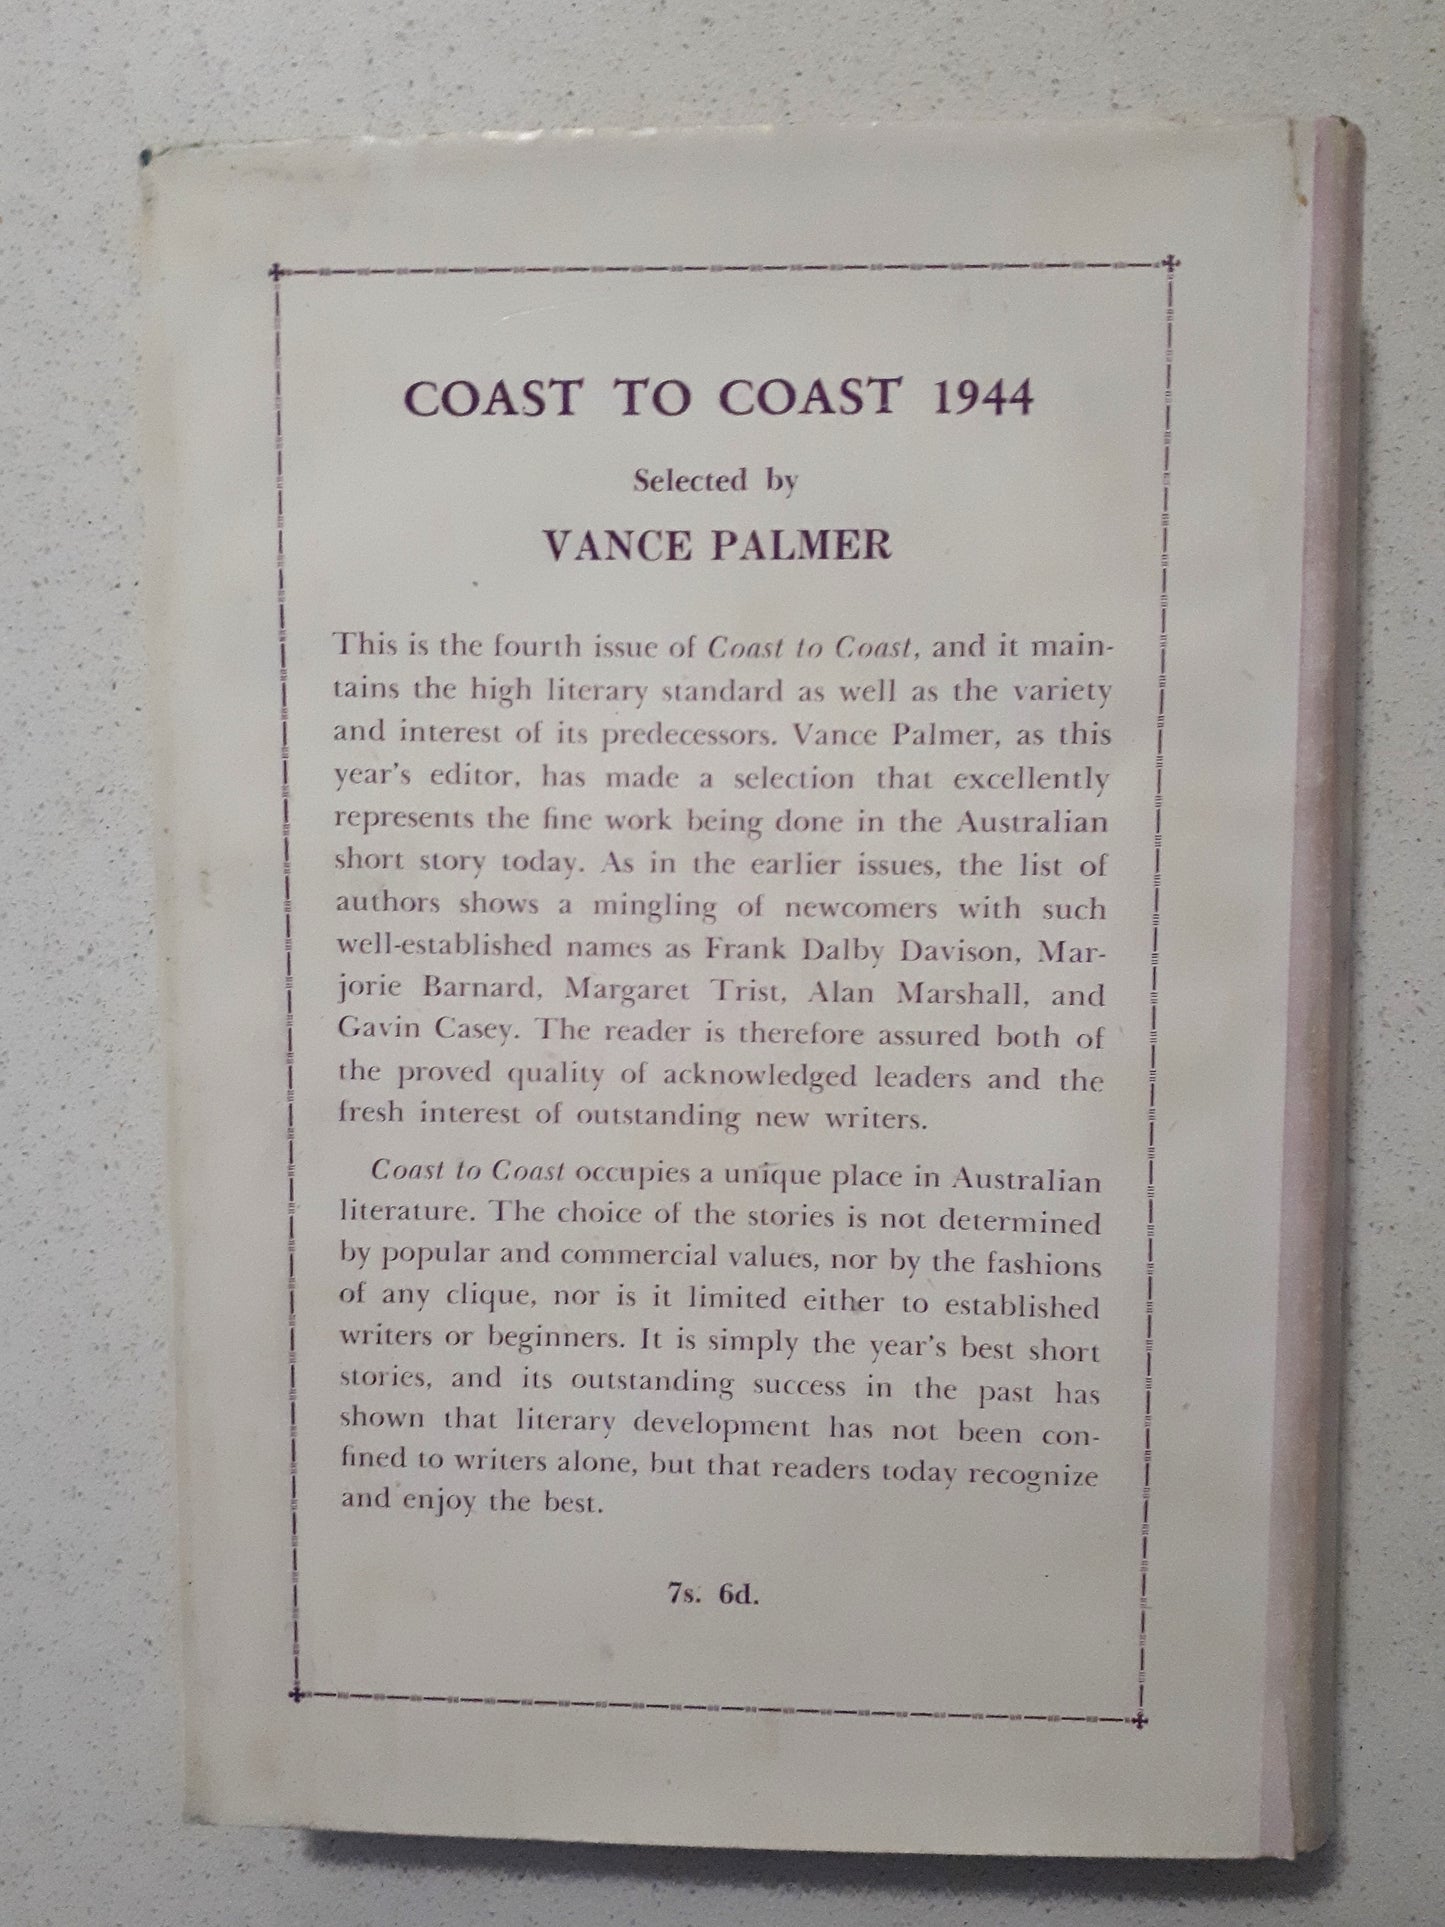 COAST TO COAST 1944
Selected by
VANCE PALMER
This is the fourth issue of Coast to Coast, and it main-
tains the high literary standard as well as the variety
and interest of its predecessors. Vance Palmer, as this
year's editor, has made a selection that excellently
represents the fine work being done in the Australian
short story today. As in the earlier issues, the list of
authors shows a mingling of newcomers with such
well-established names as Frank Dalby Davison, Mar-
jorie Barnard, Margaret Trist, Alan Marshall, and
Gavin Casey. The reader is therefore assured both of
the proved quality of acknowledged leaders and the
fresh interest of outstanding new writers.
Coast to Coast occupies a unique place in Australian
literature. The choice of the stories is not determined
by popular and commercial values, nor by the fashions
of any clique, nor is it limited either to established
writers or beginners. It is simply the year's best short
stories, and its outstanding success in the past has
shown that literary development has not been con-
fined to writers alone, but that readers today recognize
and enjoy the best.
7s. 6d.